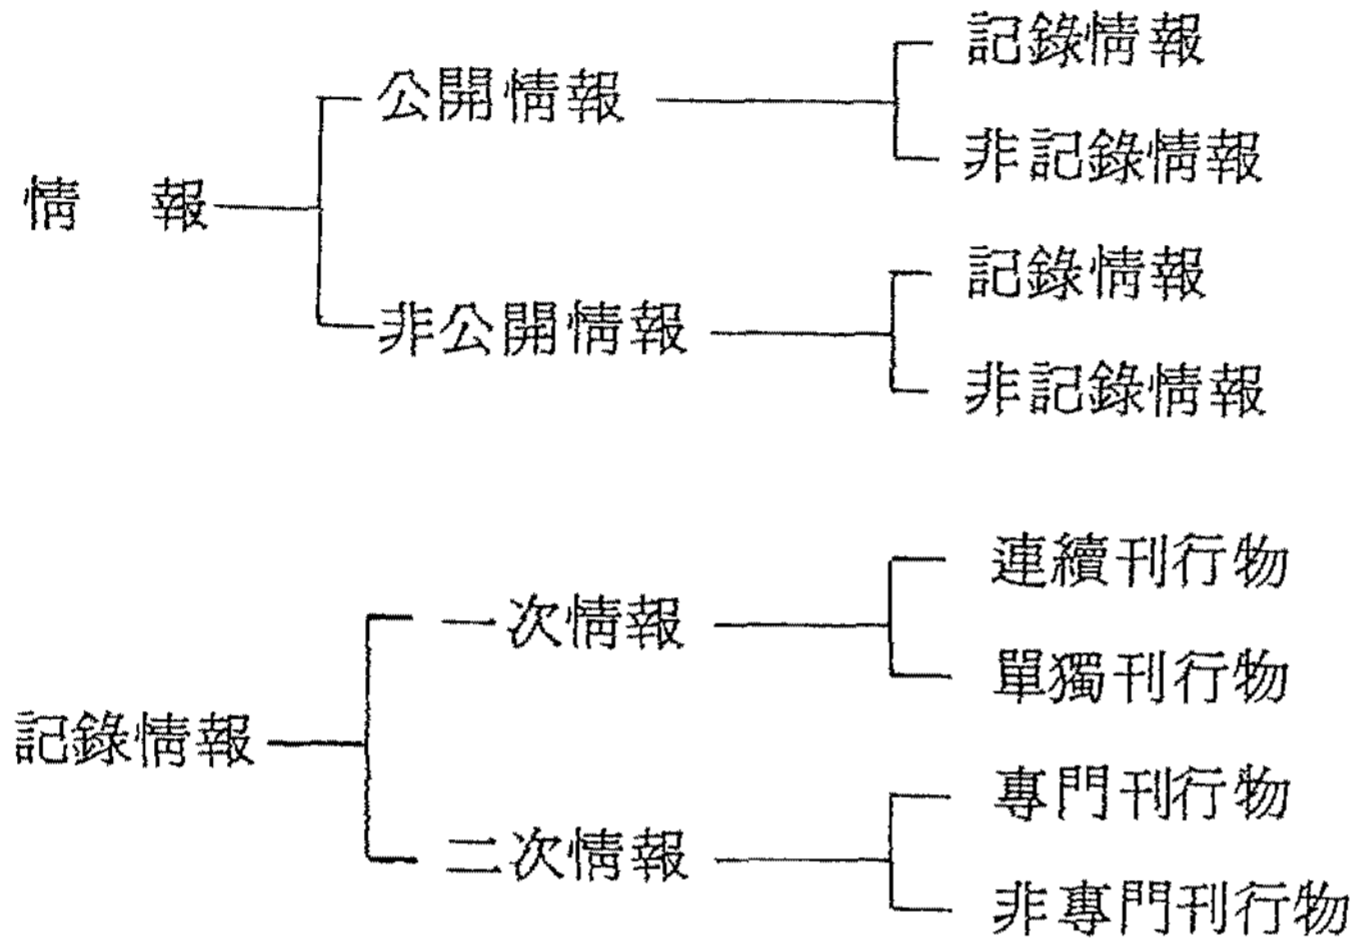 記錄情報
公開情報
非記錄情報
情 報
記錄情報
非公開情報
非記錄情報
連續刊行物
一次情報
單獨刊行物
記錄情報
專門刊行物
二次情報
非專門刊行物